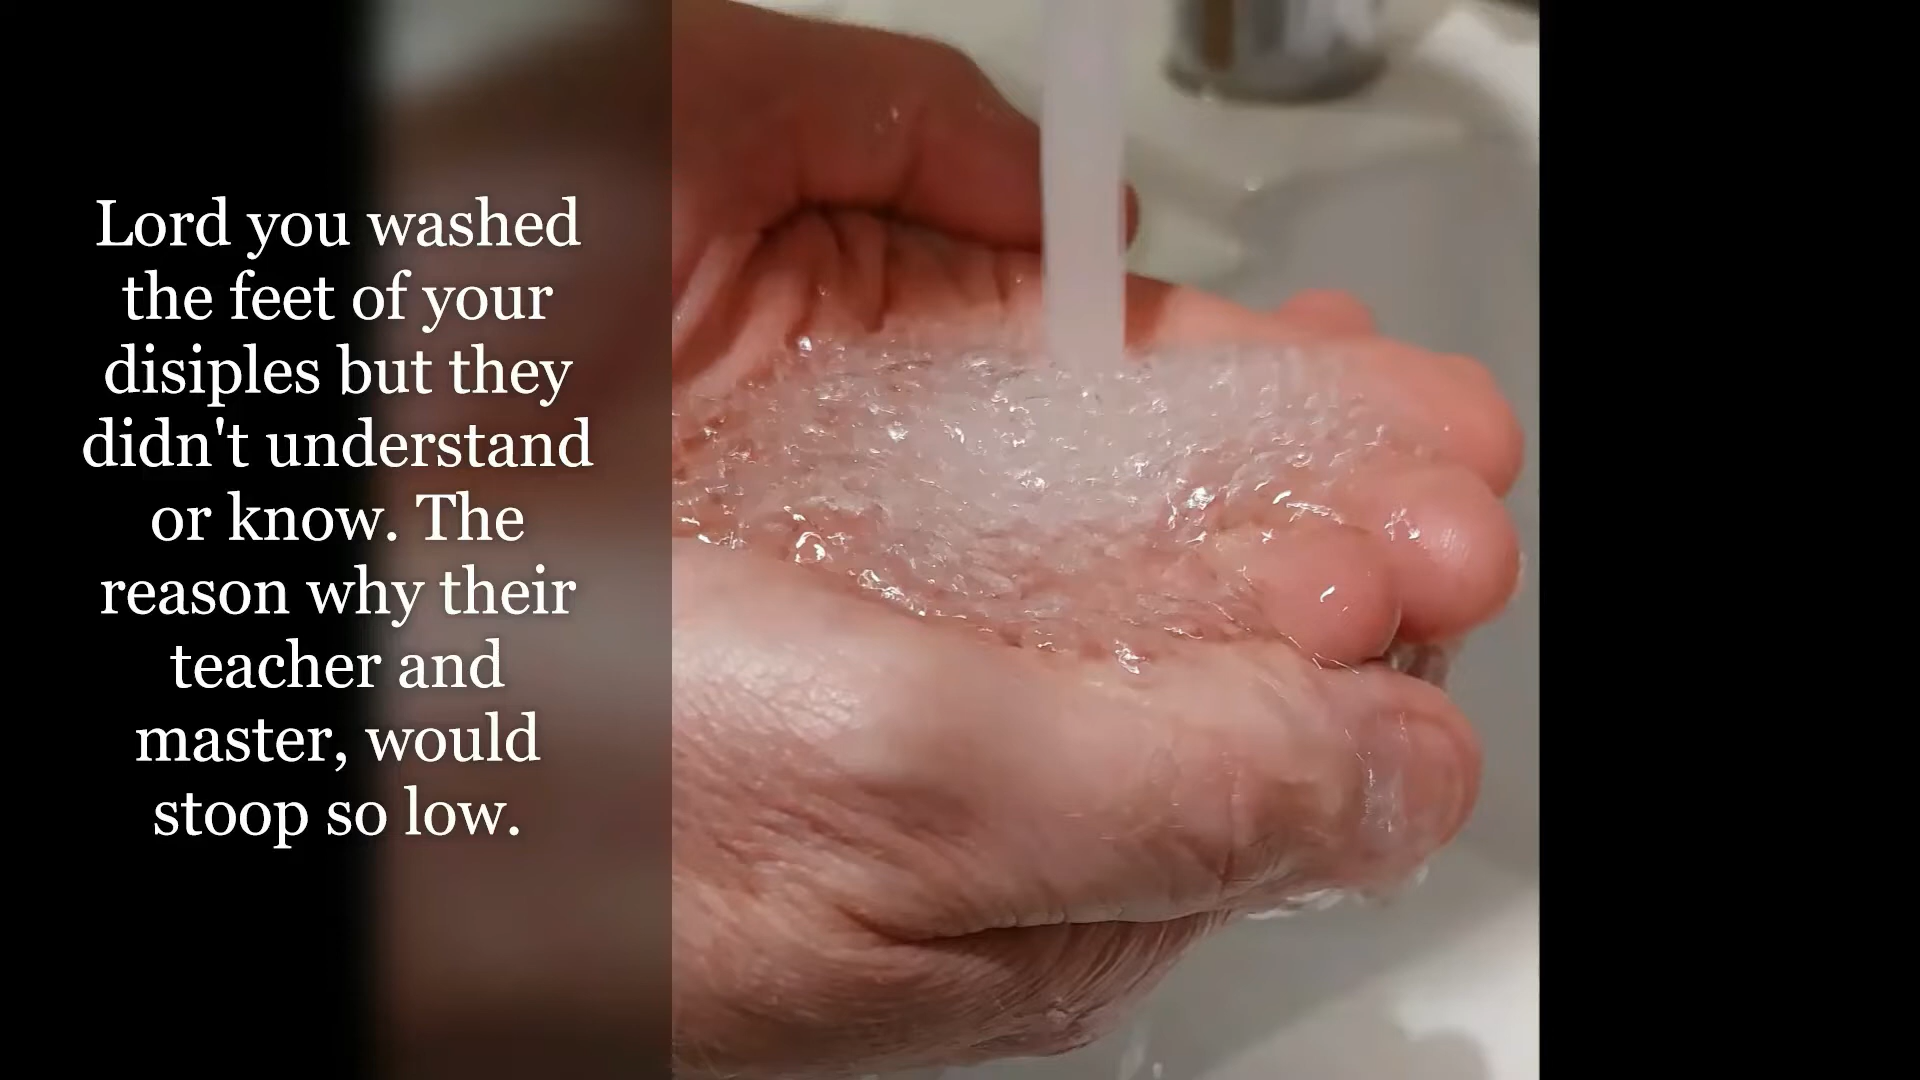 Lord you washed
the feet of your
disiples but they
didn't understand
or know. The
reason why their
teacher and
master, would
stoop so low.